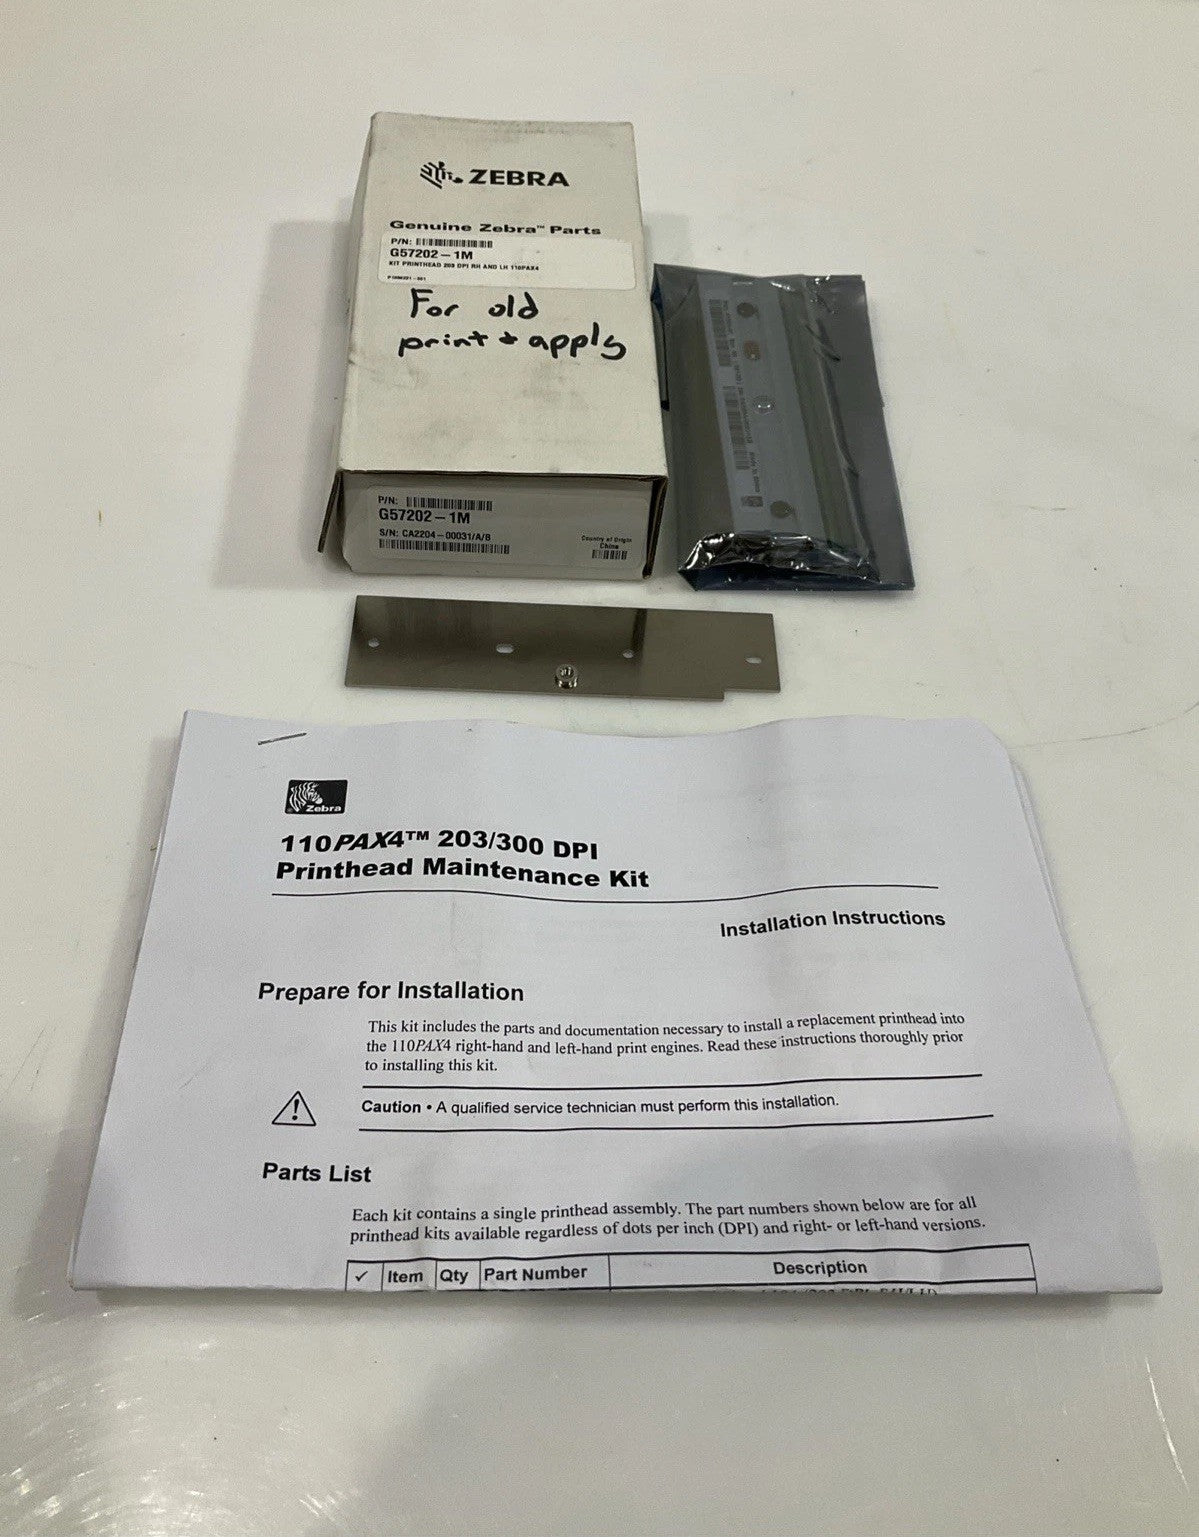 ZEBRA
Genuine Zebra™ Parts
P/N:
G57202-1M
KIT PRINTHEAD 203 DPI RH AND LH 110PAX4
For old
print & apply
P/N:
G57202-1M
S/N: CA2204-00031/A/B
Country of Origin
China
Zebra
110PAX4™ 203/300 DPI
Printhead Maintenance Kit
Installation Instructions
Prepare for Installation
This kit includes the parts and documentation necessary to install a replacement printhead into
the 110PAX4 right-hand and left-hand print engines. Read these instructions thoroughly prior
to installing this kit.
Caution • A qualified service technician must perform this installation.
Parts List
Each kit contains a single printhead assembly. The part numbers shown below are for all
printhead kits available regardless of dots per inch (DPI) and right- or left-hand versions.
✓ Item Qty Part Number Description